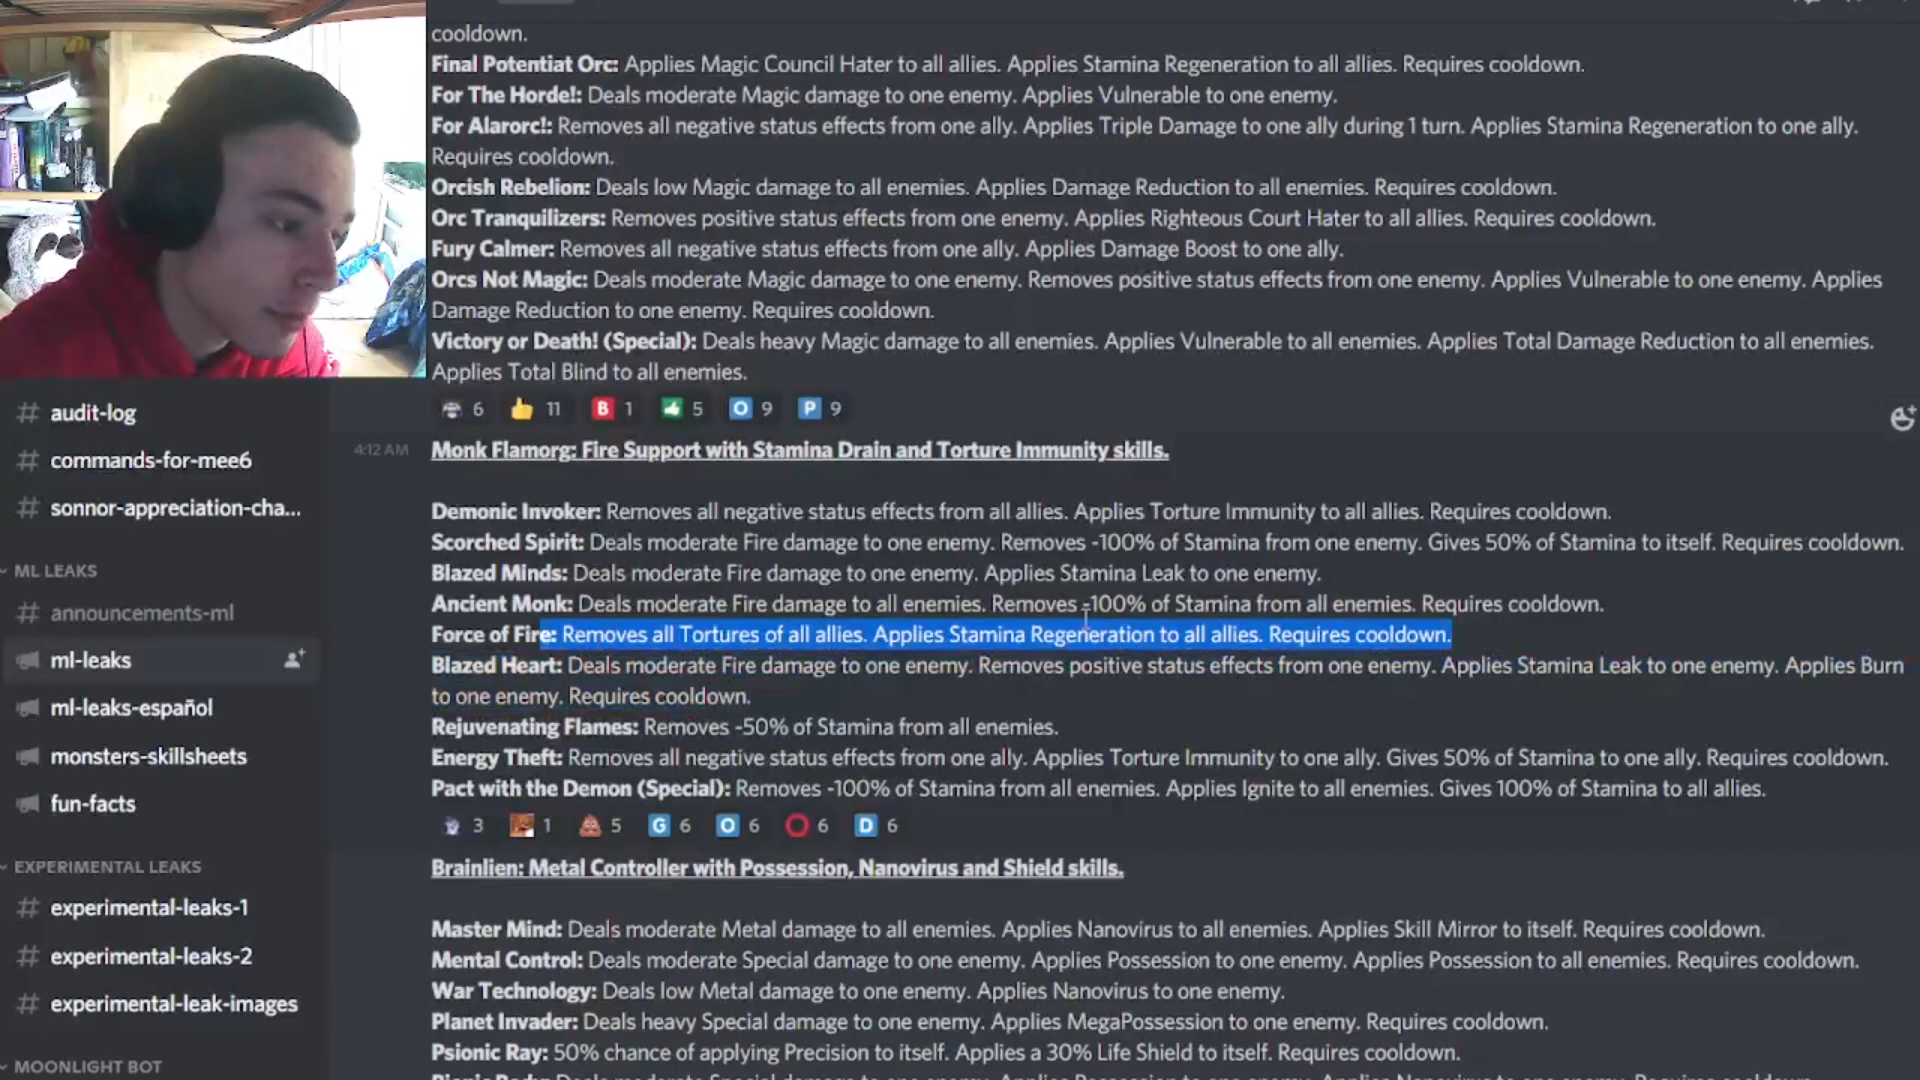 cooldown.
Final Potentiat Orc: Applies Magic Council Hater to all allies. Applies Stamina Regeneration to all allies. Requires cooldown.
For The Horde!: Deals moderate Magic damage to one enemy. Applies Vulnerable to one enemy.
For Alarorc!: Removes all negative status effects from one ally. Applies Triple Damage to one ally during 1 turn. Applies Stamina Regeneration to one ally.
Requires cooldown.
Orcish Rebelion: Deals low Magic damage to all enemies. Applies Damage Reduction to all enemies. Requires cooldown.
Orc Tranquilizers: Removes positive status effects from one enemy. Applies Righteous Court Hater to all allies. Requires cooldown.
Fury Calmer: Removes all negative status effects from one ally. Applies Damage Boost to one ally.
Orcs Not Magic: Deals moderate Magic damage to one enemy. Removes positive status effects from one enemy. Applies Vulnerable to one enemy. Applies
Damage Reduction to one enemy. Requires cooldown.
Victory or Death! (Special): Deals heavy Magic damage to all enemies. Applies Vulnerable to all enemies. Applies Total Damage Reduction to all enemies.
Applies Total Blind to all enemies.
6 11 B 1 5 O 9 P 9
4:12 AM Monk Flamorg: Fire Support with Stamina Drain and Torture Immunity skills.
Demonic Invoker: Removes all negative status effects from all allies. Applies Torture Immunity to all allies. Requires cooldown.
Scorched Spirit: Deals moderate Fire damage to one enemy. Removes -100% of Stamina from one enemy. Gives 50% of Stamina to itself. Requires cooldown.
Blazed Minds: Deals moderate Fire damage to one enemy. Applies Stamina Leak to one enemy.
Ancient Monk: Deals moderate Fire damage to all enemies. Removes -100% of Stamina from all enemies. Requires cooldown.
Force of Fire: Removes all Tortures of all allies. Applies Stamina Regeneration to all allies. Requires cooldown.
Blazed Heart: Deals moderate Fire damage to one enemy. Removes positive status effects from one enemy. Applies Stamina Leak to one enemy. Applies Burn
to one enemy. Requires cooldown.
Rejuvenating Flames: Removes -50% of Stamina from all enemies.
Energy Theft: Removes all negative status effects from one ally. Applies Torture Immunity to one ally. Gives 50% of Stamina to one ally. Requires cooldown.
Pact with the Demon (Special): Removes -100% of Stamina from all enemies. Applies Ignite to all enemies. Gives 100% of Stamina to all allies.
3 1 5 G 6 O 6 6 D 6
Brainlien: Metal Controller with Possession, Nanovirus and Shield skills.
Master Mind: Deals moderate Metal damage to all enemies. Applies Nanovirus to all enemies. Applies Skill Mirror to itself. Requires cooldown.
Mental Control: Deals moderate Special damage to one enemy. Applies Possession to one enemy. Applies Possession to all enemies. Requires cooldown.
War Technology: Deals low Metal damage to one enemy. Applies Nanovirus to one enemy.
Planet Invader: Deals heavy Special damage to one enemy. Applies MegaPossession to one enemy. Requires cooldown.
Psionic Ray: 50% chance of applying Precision to itself. Applies a 30% Life Shield to itself. Requires cooldown.
# audit-log
# commands-for-mee6
# sonnor-appreciation-cha...
ML LEAKS
# announcements-ml
ml-leaks
ml-leaks-español
monsters-skillsheets
fun-facts
EXPERIMENTAL LEAKS
# experimental-leaks-1
# experimental-leaks-2
# experimental-leak-images
MOONLIGHT BOT